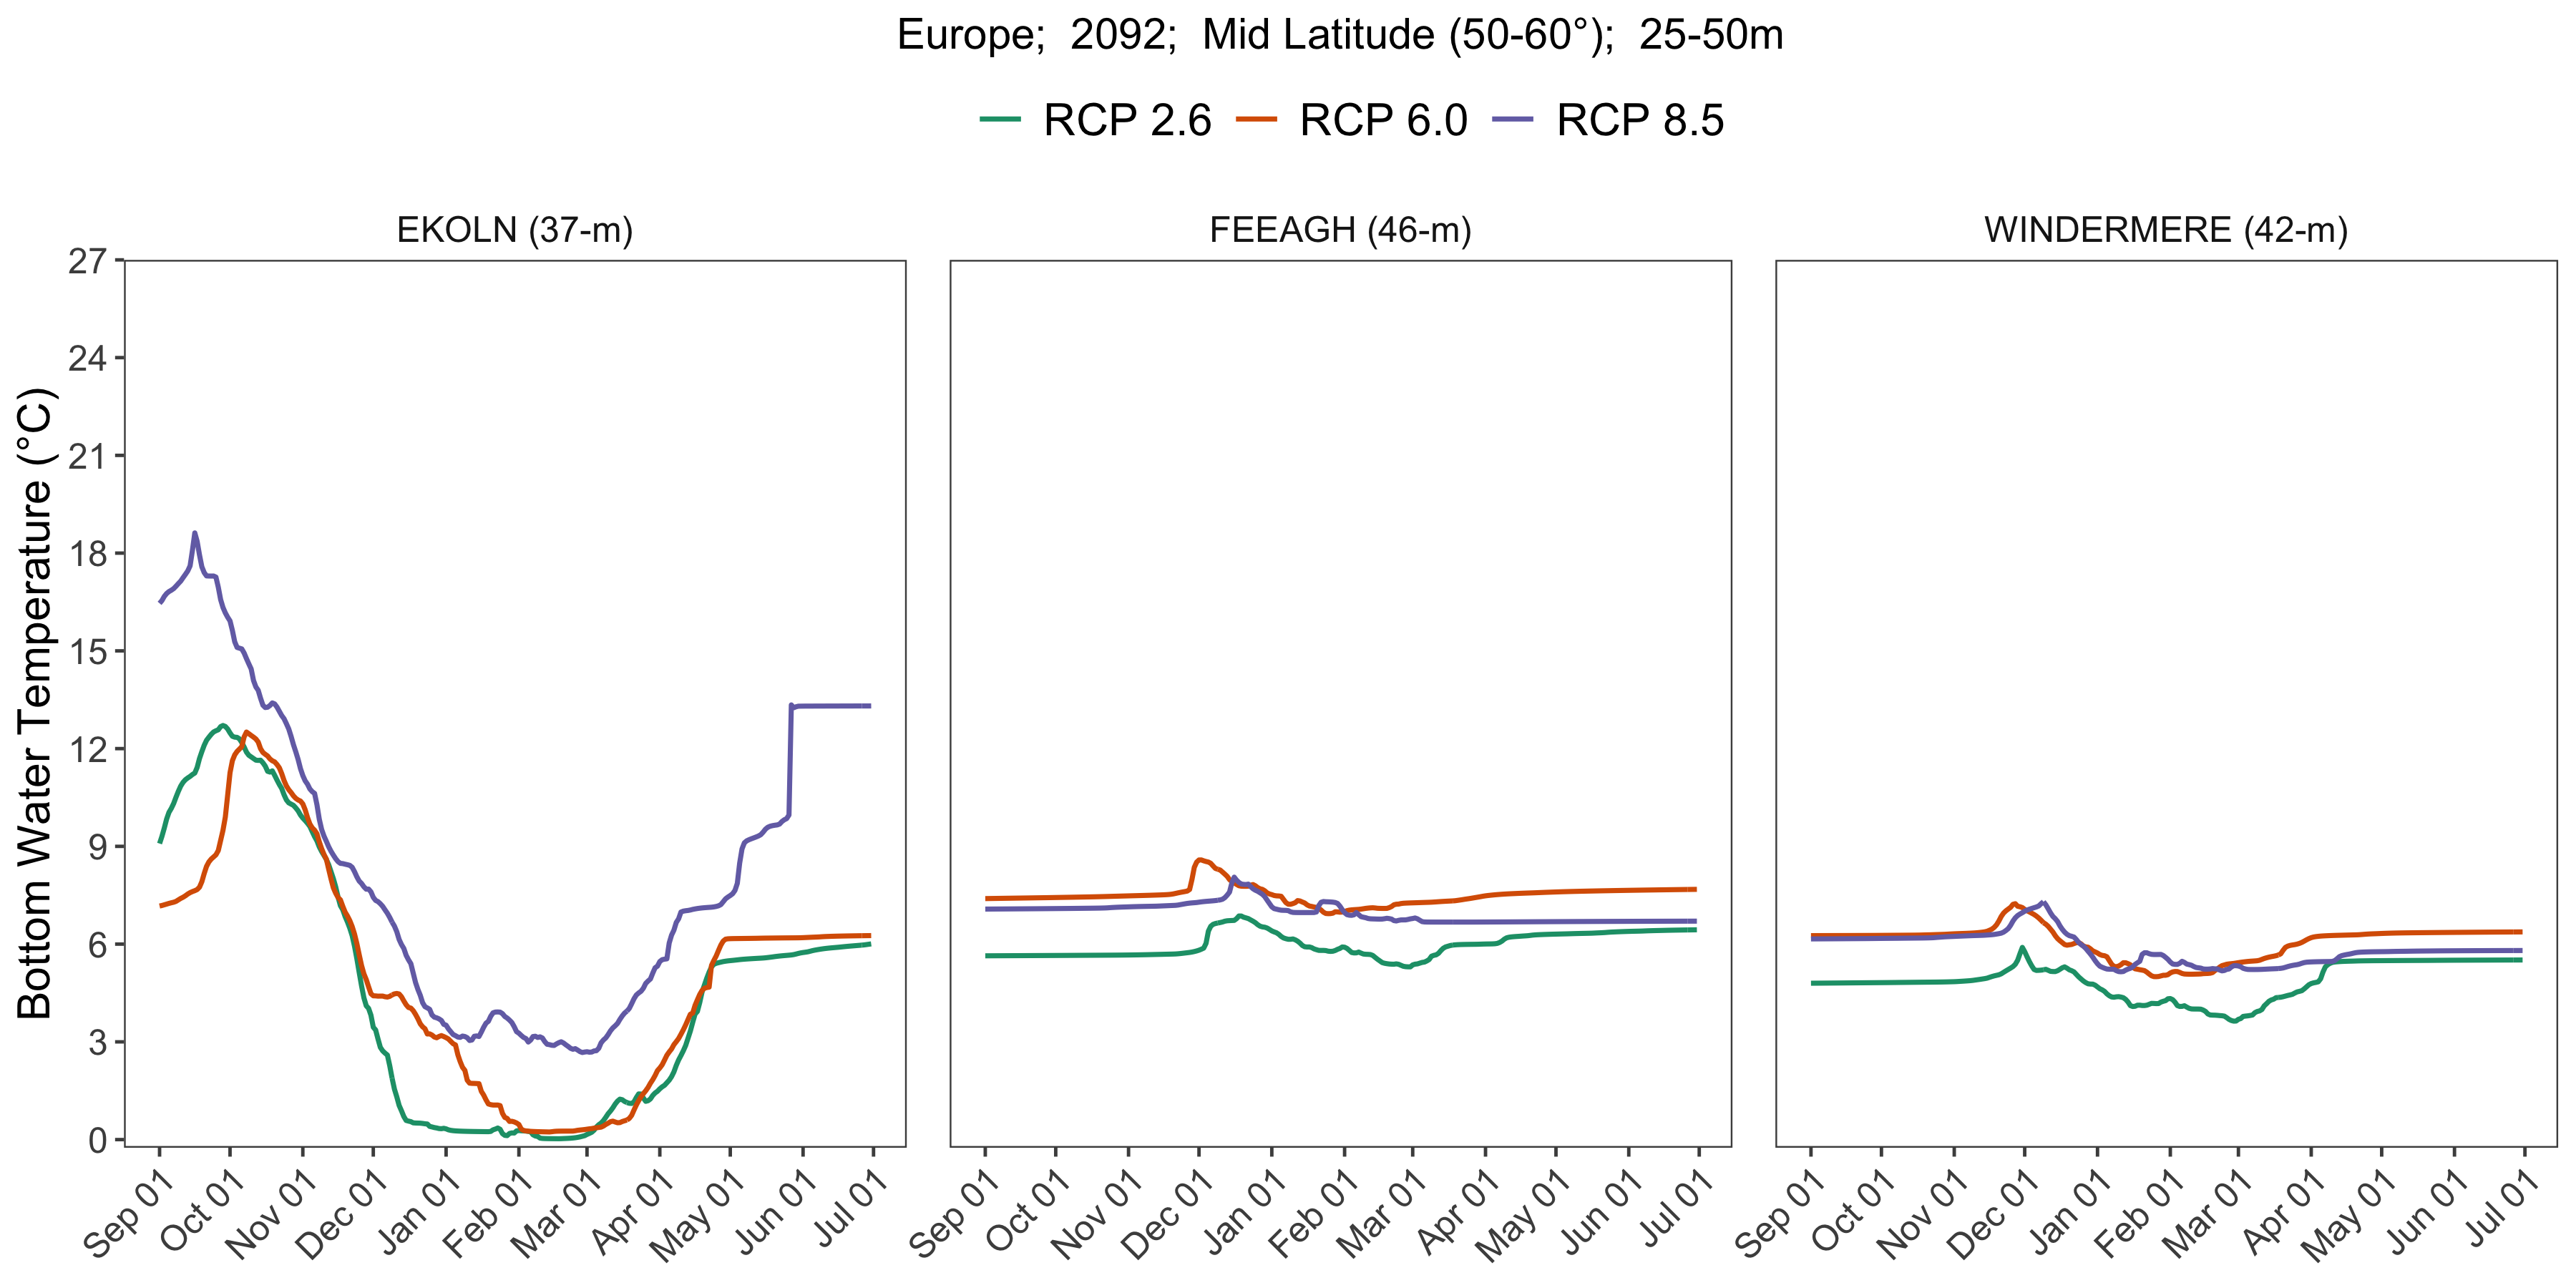 Europe;  2092;  Mid Latitude (50-60°);  25-50m
RCP 2.6 RCP 6.0 RCP 8.5
EKOLN (37-m) FEEAGH (46-m) WINDERMERE (42-m)
Bottom Water Temperature (°C)
27
24
21
18
15
12
9
6
3
0
Sep 01 Oct 01 Nov 01 Dec 01 Jan 01 Feb 01 Mar 01 Apr 01 May 01 Jun 01 Jul 01 Sep 01 Oct 01 Nov 01 Dec 01 Jan 01 Feb 01 Mar 01 Apr 01 May 01 Jun 01 Jul 01 Sep 01 Oct 01 Nov 01 Dec 01 Jan 01 Feb 01 Mar 01 Apr 01 May 01 Jun 01 Jul 01